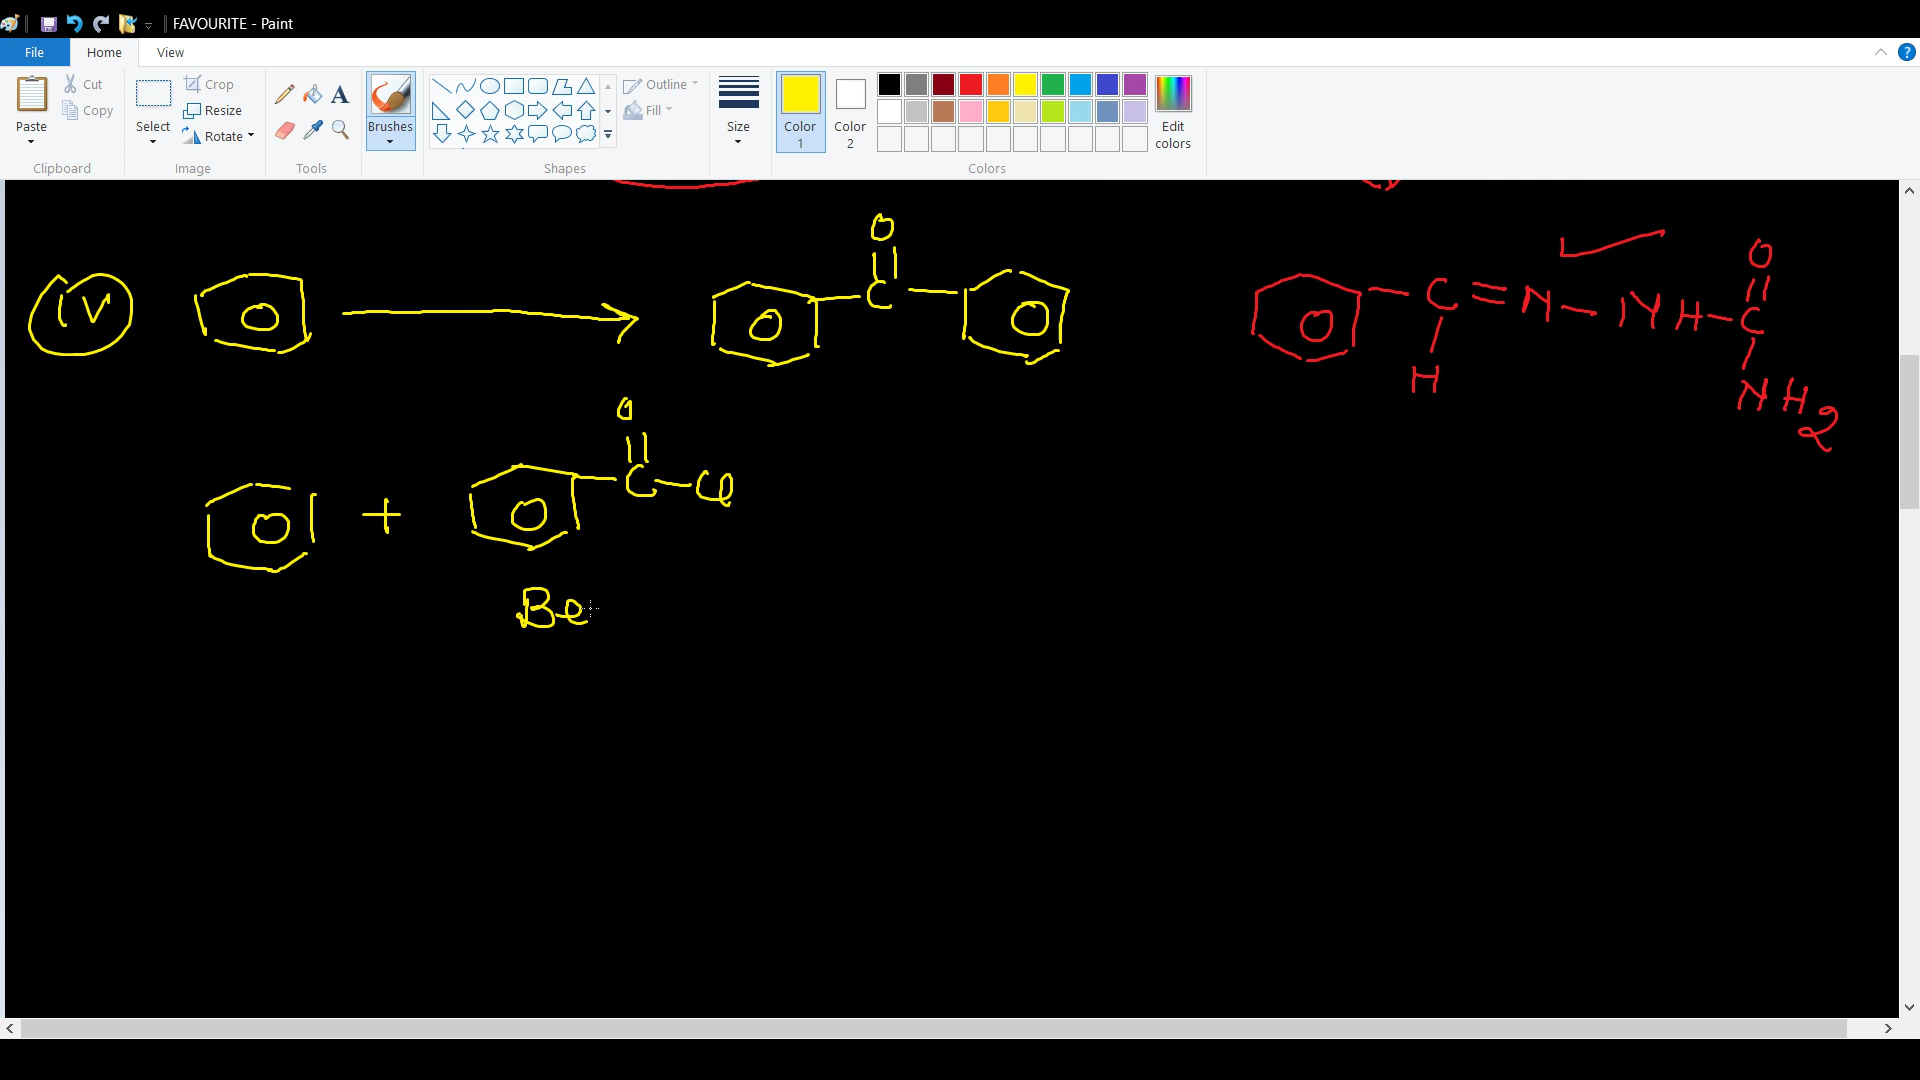 FAVOURITE - Paint
File Home View
Paste Cut Copy Clipboard
Select Crop Resize Rotate Image
A Tools
Brushes
Outline Fill Shapes
Size
Color 1 Color 2 Edit colors Colors
IV O O C O O
O C=N-NH-C
H NH2
O
O + O C-Cl
Be